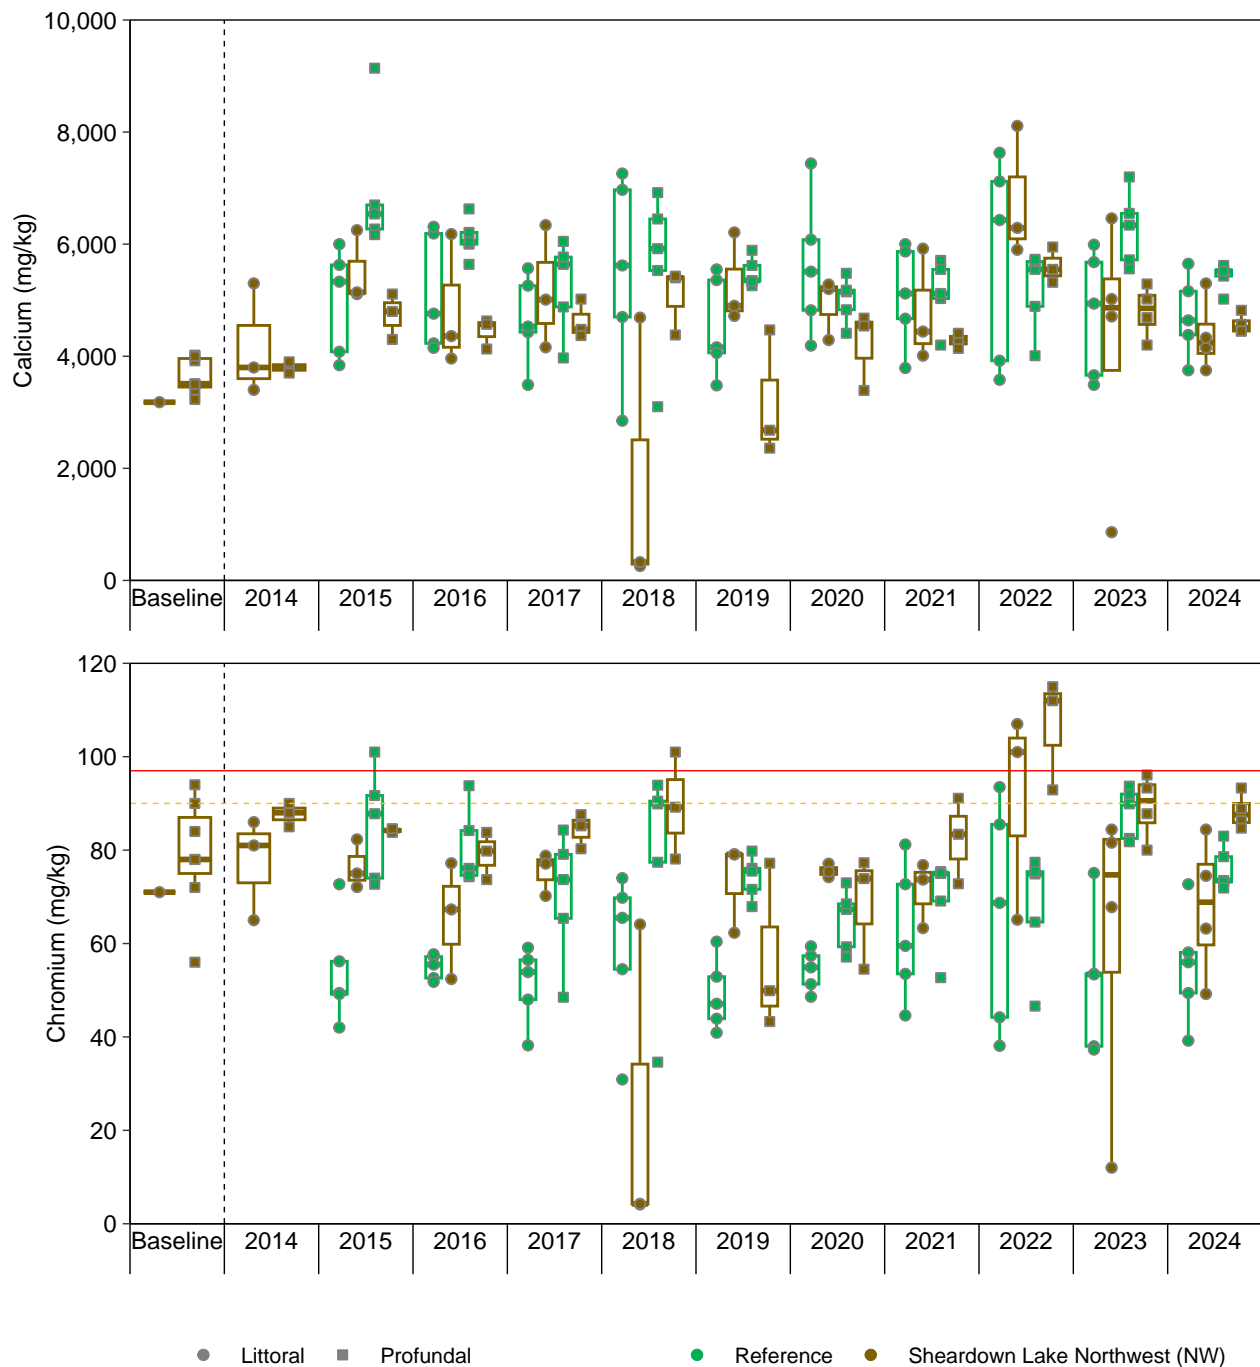 10,000
8,000
6,000
4,000
2,000
0
Calcium (mg/kg)
Baseline 2014 2015 2016 2017 2018 2019 2020 2021 2022 2023 2024
120
100
80
60
40
20
0
Chromium (mg/kg)
Baseline 2014 2015 2016 2017 2018 2019 2020 2021 2022 2023 2024
Littoral Profundal Reference Sheardown Lake Northwest (NW)